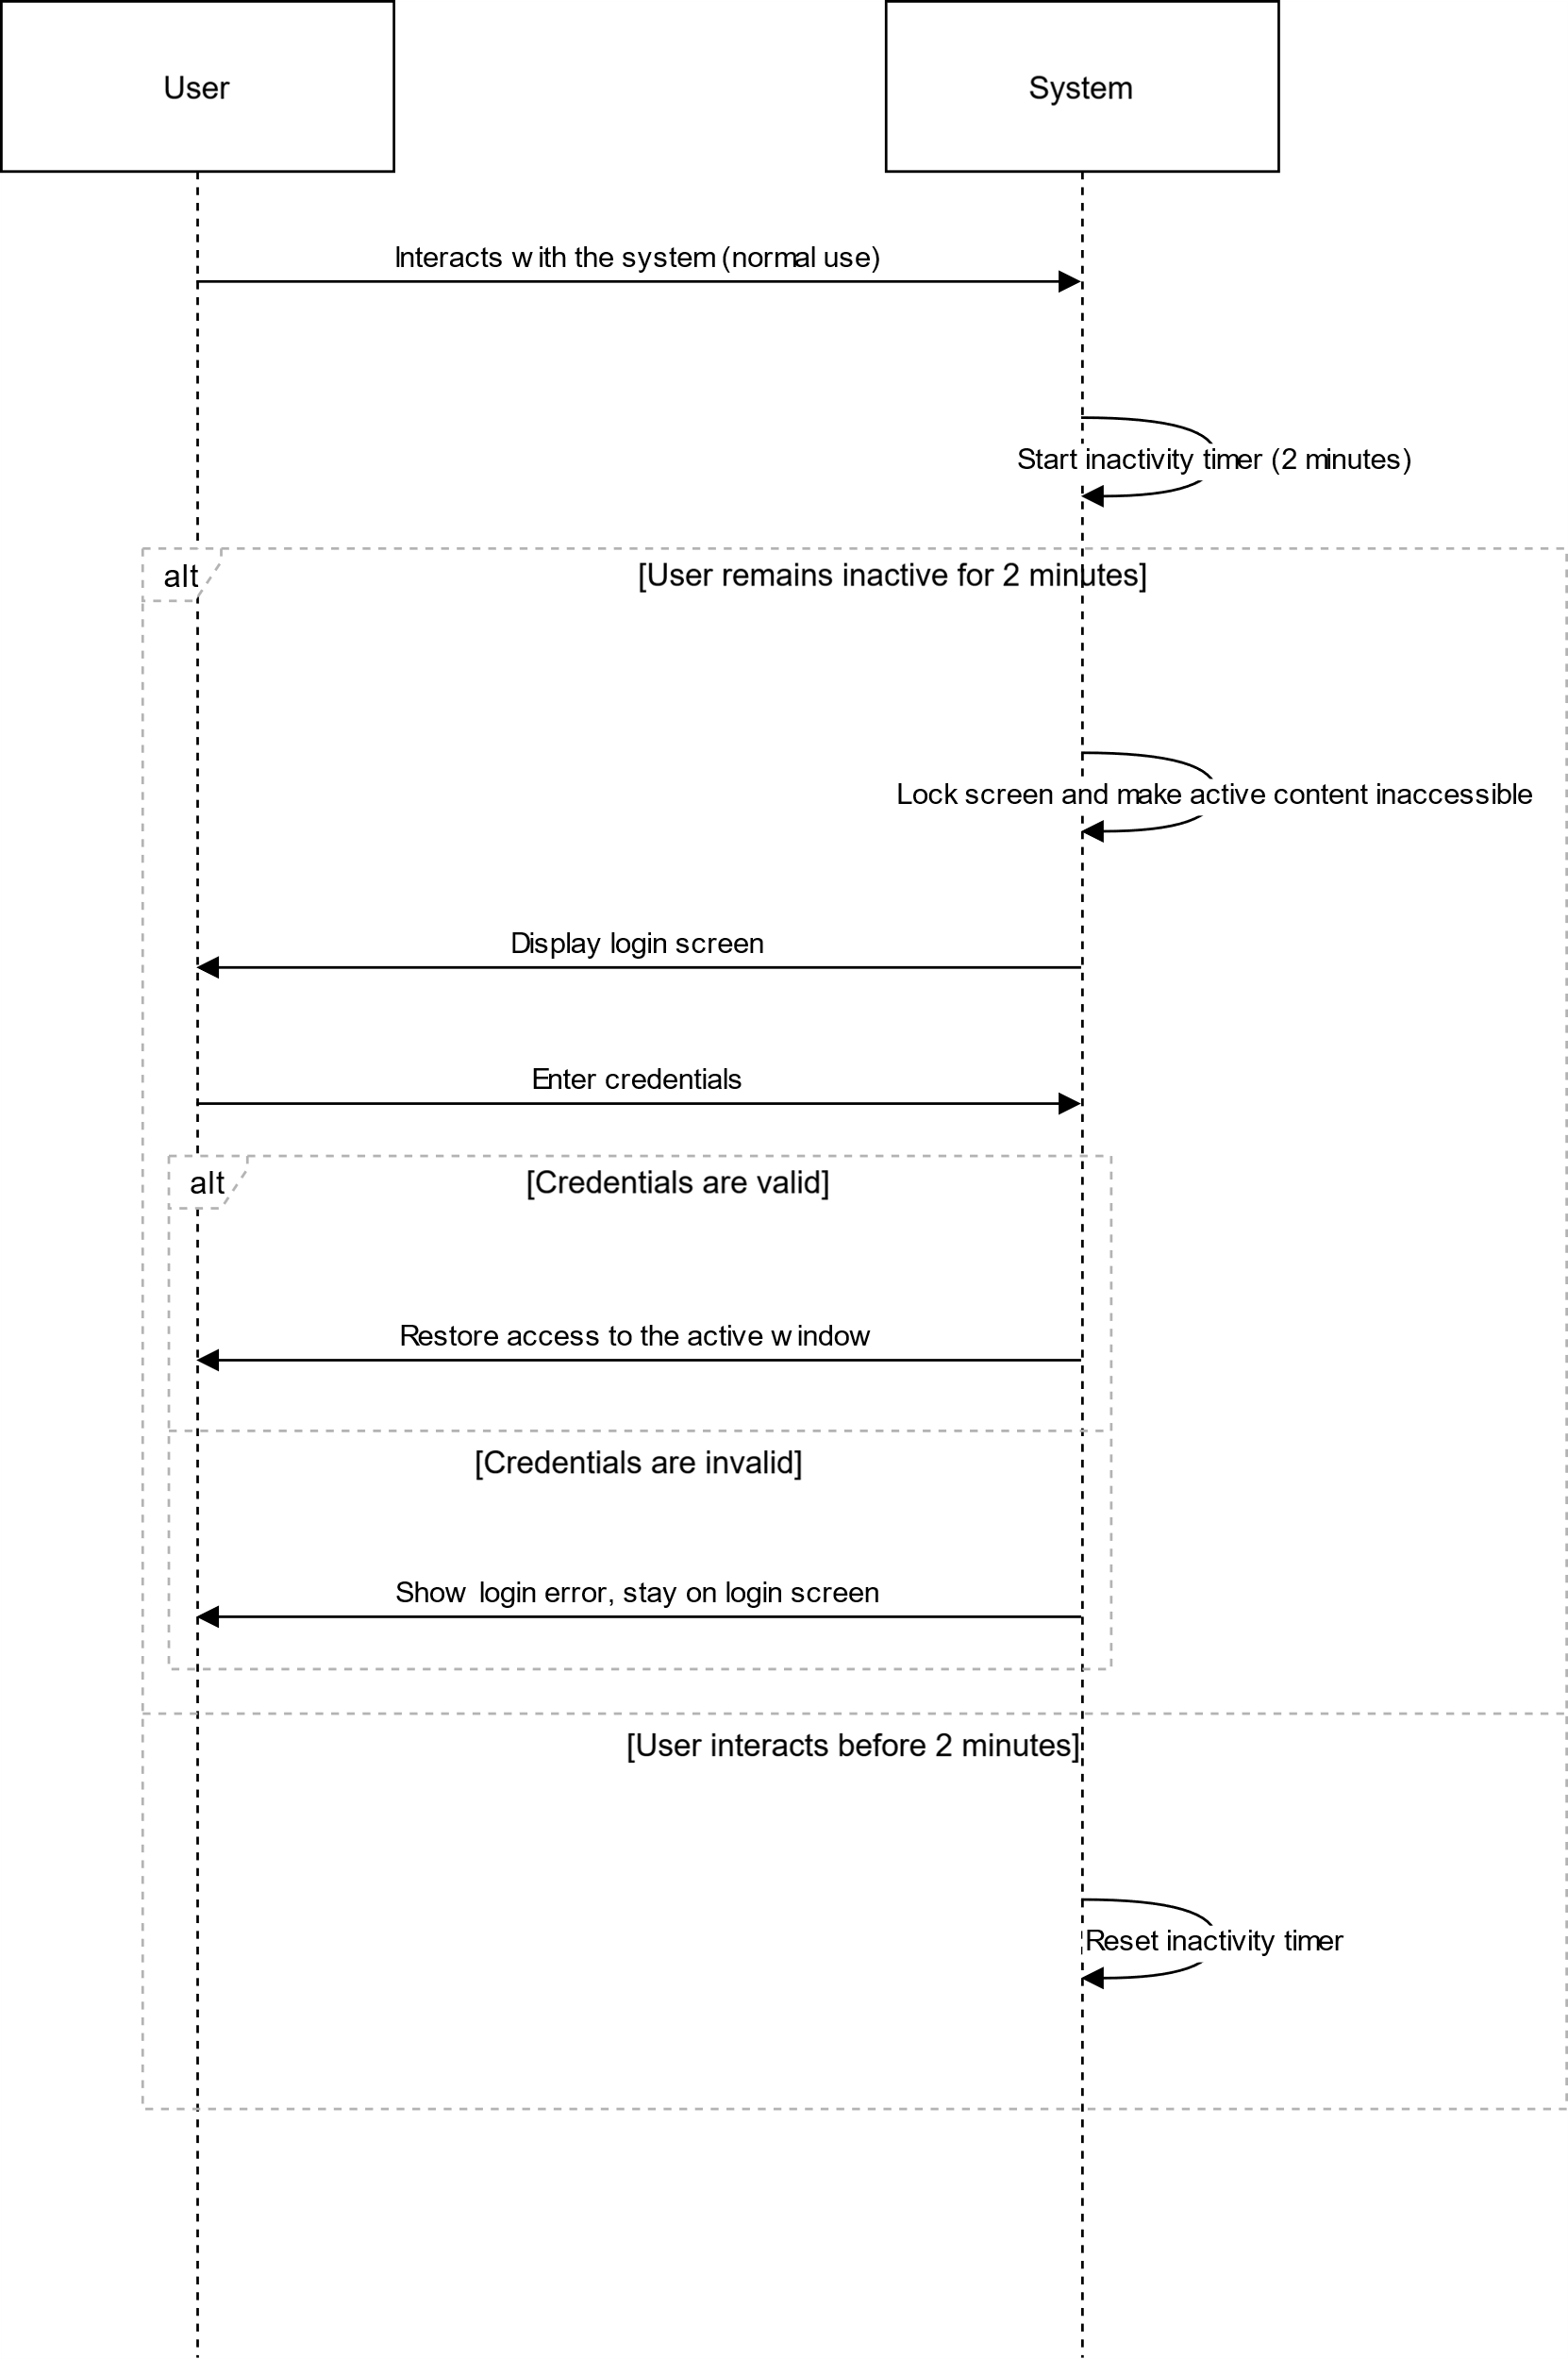 User
System
Interacts with the system (normal use)
Start inactivity timer (2 minutes)
alt
[User remains inactive for 2 minutes]
Lock screen and make active content inaccessible
Display login screen
Enter credentials
alt
[Credentials are valid]
Restore access to the active window
[Credentials are invalid]
Show login error, stay on login screen
[User interacts before 2 minutes]
Reset inactivity timer